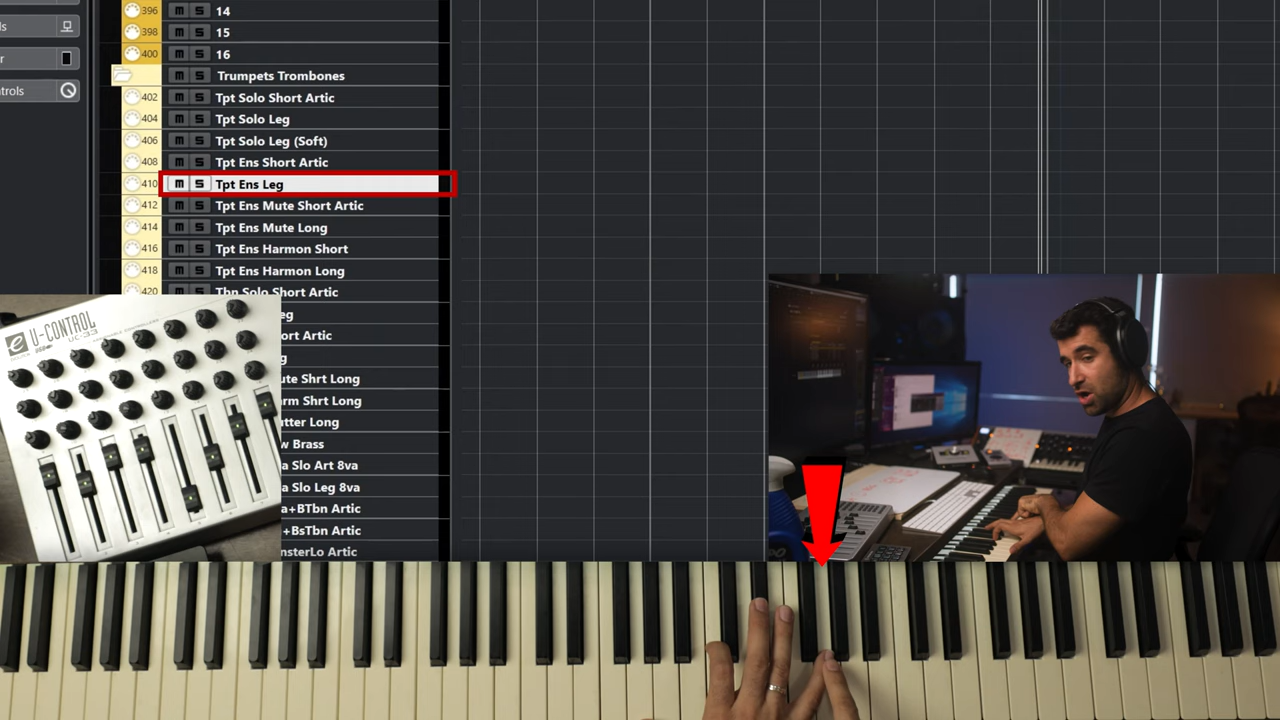 396 m S 14
398 m S 15
400 m S 16
Trumpets Trombones
402 m S Tpt Solo Short Artic
404 m S Tpt Solo Leg
406 m S Tpt Solo Leg (Soft)
408 m S Tpt Ens Short Artic
410 m S Tpt Ens Leg
412 m S Tpt Ens Mute Short Artic
414 m S Tpt Ens Mute Long
416 m S Tpt Ens Harmon Short
418 m S Tpt Ens Harmon Long
420 Tbn Solo Short Artic
eg
ort Artic
g
ute Shrt Long
rm Shrt Long
utter Long
w Brass
a Slo Art 8va
a Slo Leg 8va
a+BTbn Artic
+BsTbn Artic
nsterLo Artic
ls
r
trols
e U-CONTROL
UC-33